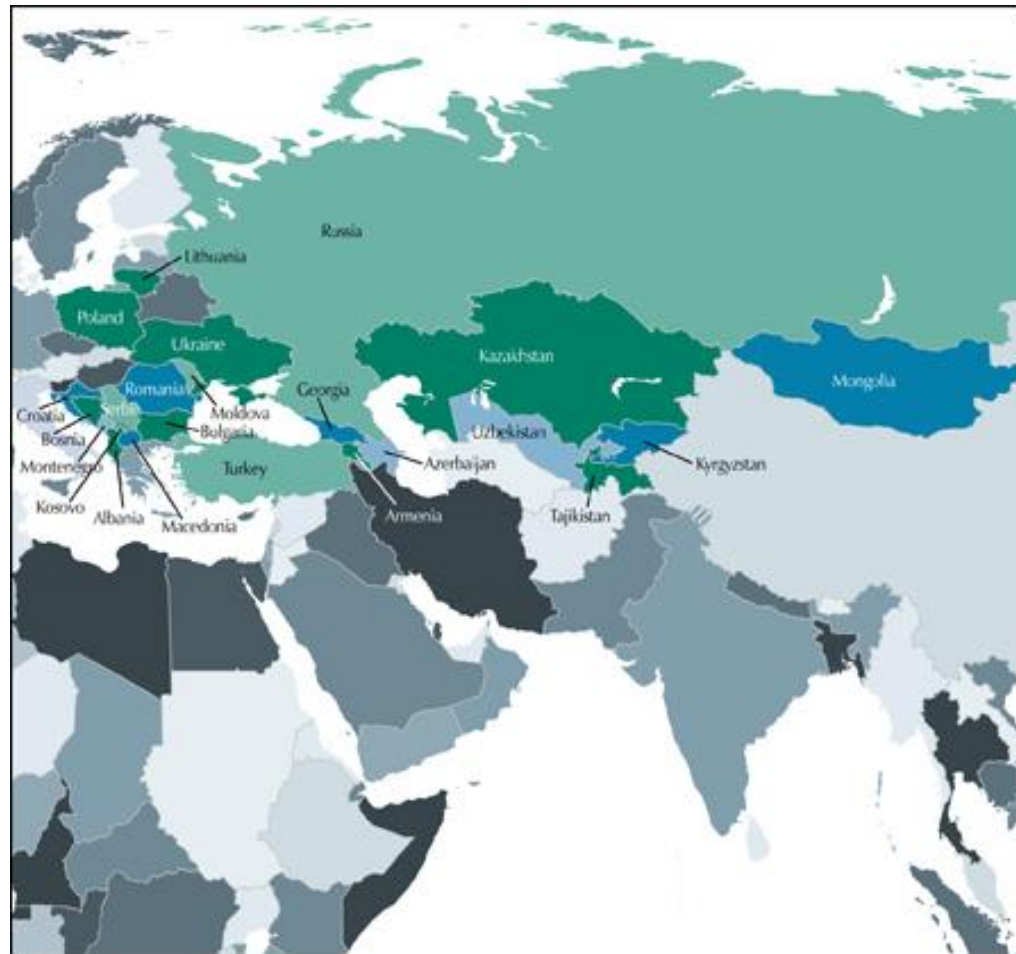 Russia
Lithuania
Poland
Ukraine
Kazakhstan
Romania
Georgia
Mongolia
Croatia
Serbia
Moldova
Bosnia
Bulgaria
Uzbekistan
Montenegro
Turkey
Azerbaijan
Kyrgyzstan
Kosovo
Albania
Macedonia
Armenia
Tajikistan